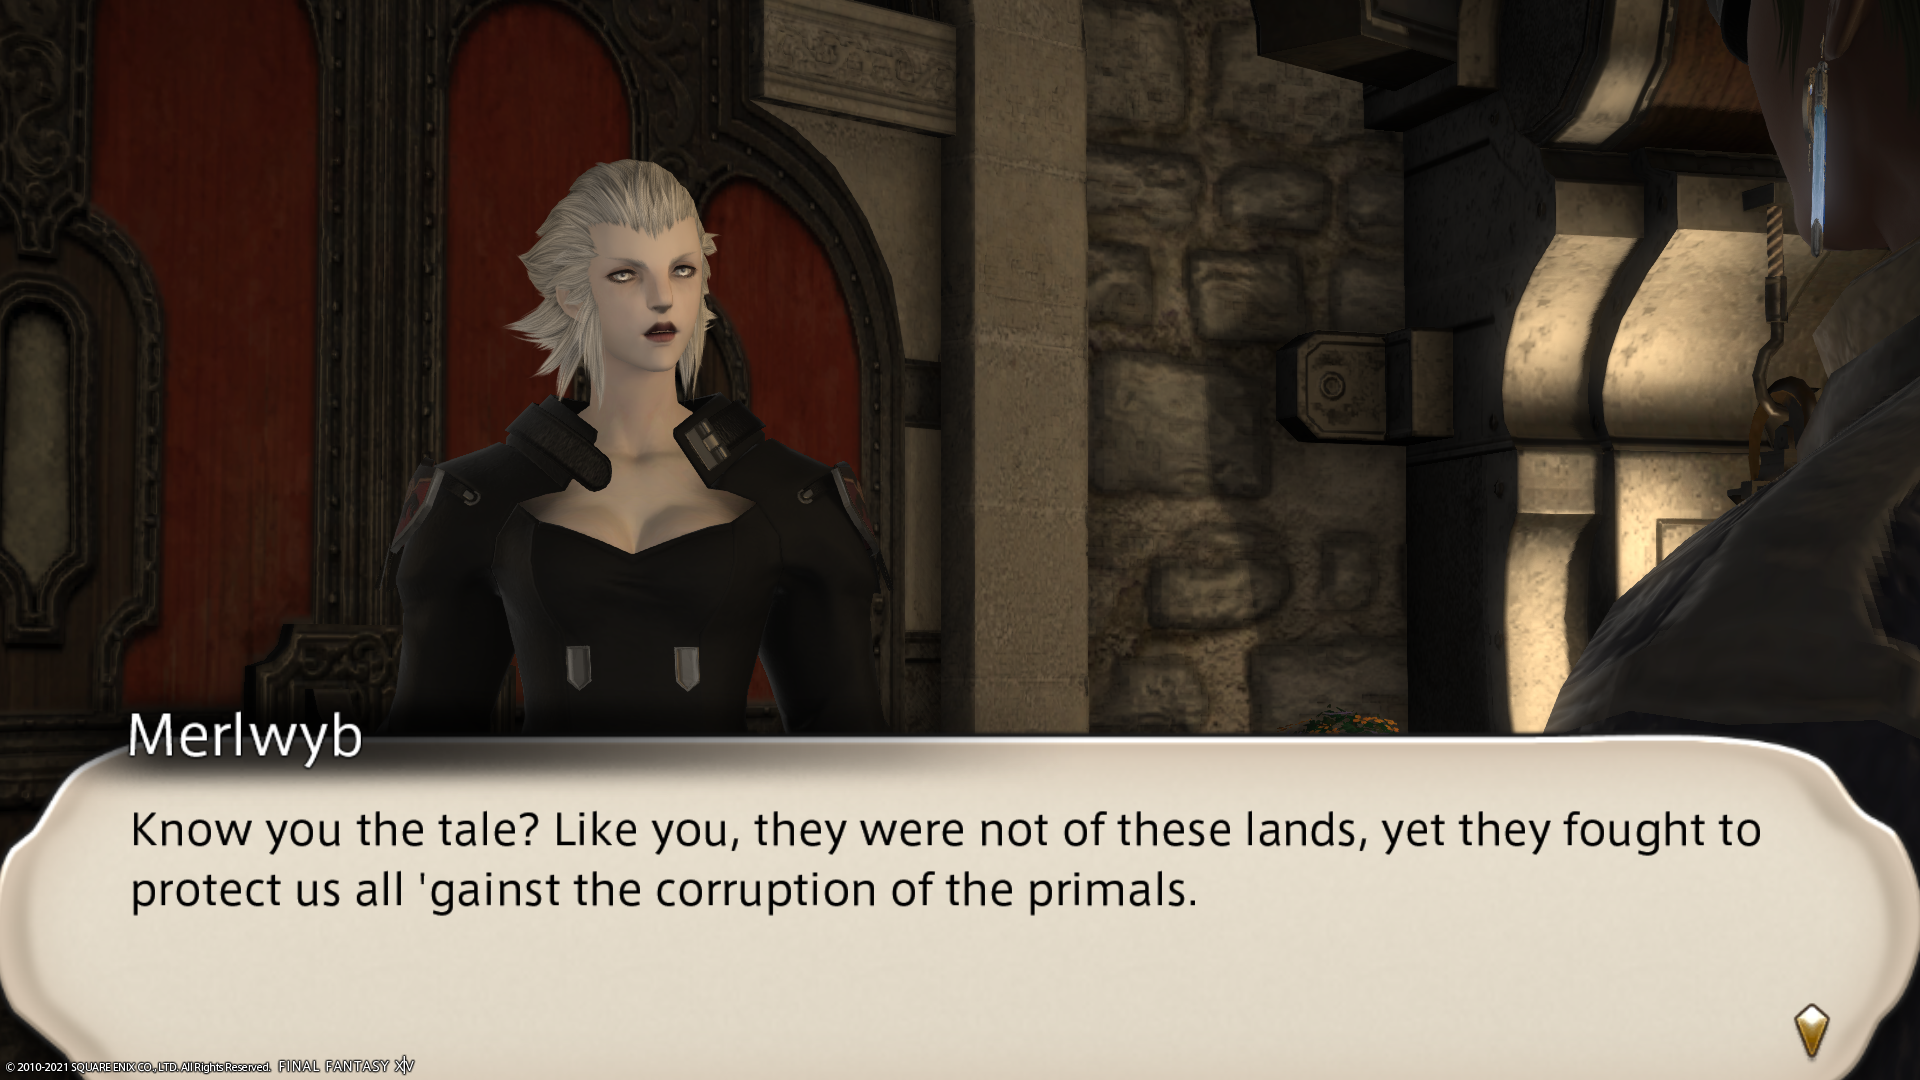 Merlwyb
Know you the tale? Like you, they were not of these lands, yet they fought to
protect us all 'gainst the corruption of the primals.
© 2010-2021 SQUARE ENIX CO., LTD. All Rights Reserved. FINAL FANTASY XIV